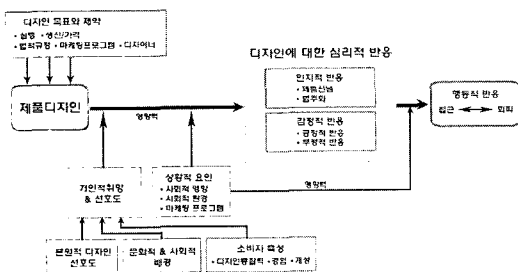 디자인 목표와 제약
• 성능 • 생산/가격
• 법적규정 • 마케팅프로그램 • 디자이너
디자인에 대한 심리적 반응
인지적 반응
• 제품신념
• 범주화
제품디자인
영향력
감정적 반응
• 긍정적 반응
• 부정적 반응
행동적 반응
접근 회피
개인적취향
& 선호도
상황적 요인
• 사회적 영향
• 사회적 환경
• 마케팅 프로그램
영향력
본원적 디자인
선호도
문화적 & 사회적
배경
소비자 특성
• 디자인통찰력 • 경험 • 개성